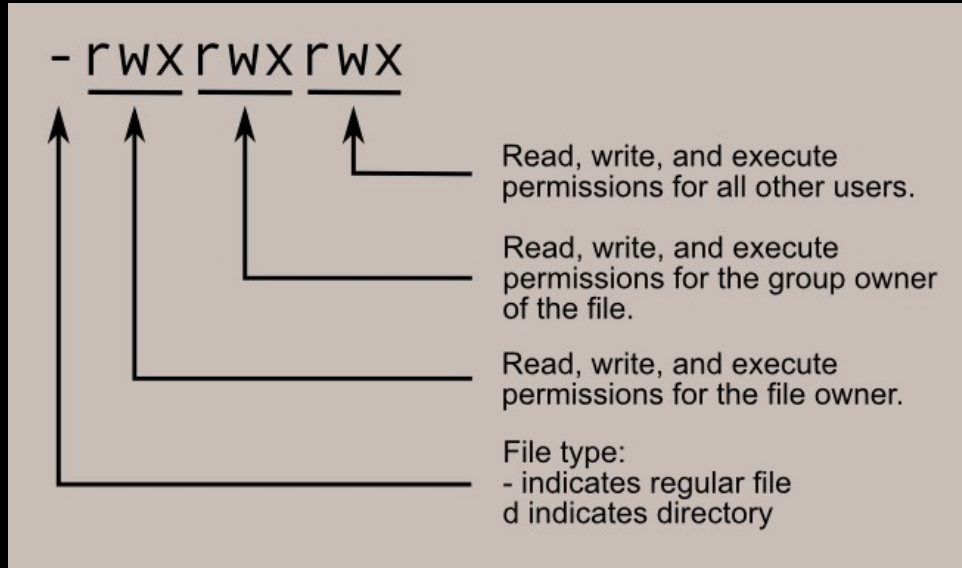 -rwxrwxrwx
Read, write, and execute
permissions for all other users.
Read, write, and execute
permissions for the group owner
of the file.
Read, write, and execute
permissions for the file owner.
File type:
- indicates regular file
d indicates directory